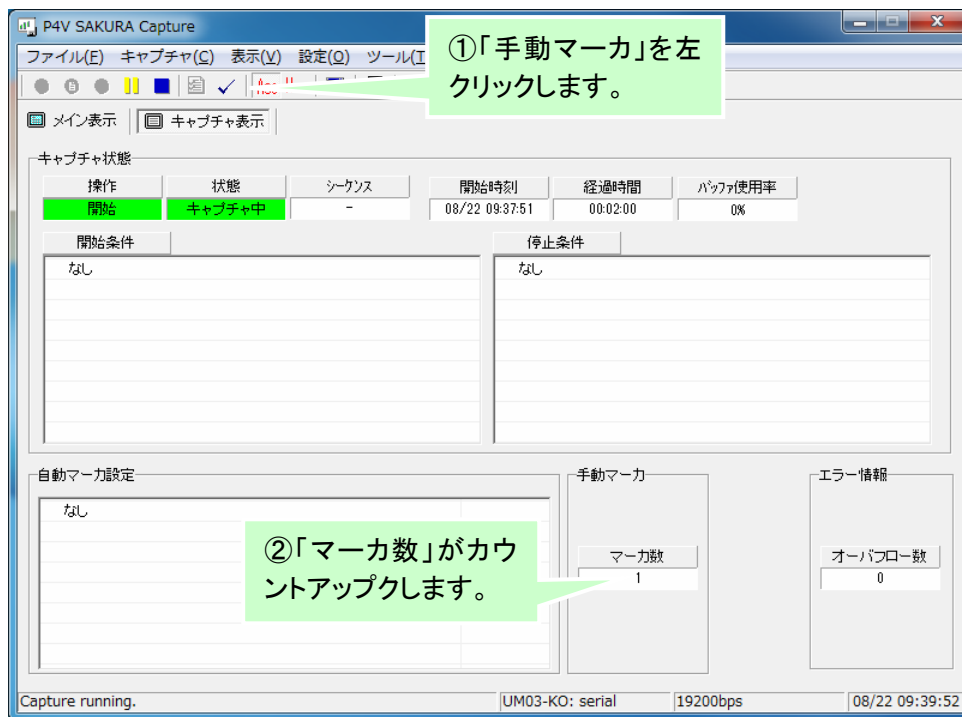 P4V SAKURA Capture
ファイル(F) キャプチャ(C) 表示(V) 設定(O) ツール(T
①「手動マーカ」を左
クリックします。
メイン表示 キャプチャ表示
キャプチャ状態
操作 状態 シーケンス 開始時刻 経過時間 バッファ使用率
開始 キャプチャ中 - 08/22 09:37:51 00:02:00 0%
開始条件 停止条件
なし なし
自動マーカ設定 手動マーカ エラー情報
なし
②「マーカ数」がカウ
ントアップクします。
マーカ数 オーバフロー数
1 0
Capture running. UM03-KO: serial 19200bps 08/22 09:39:52